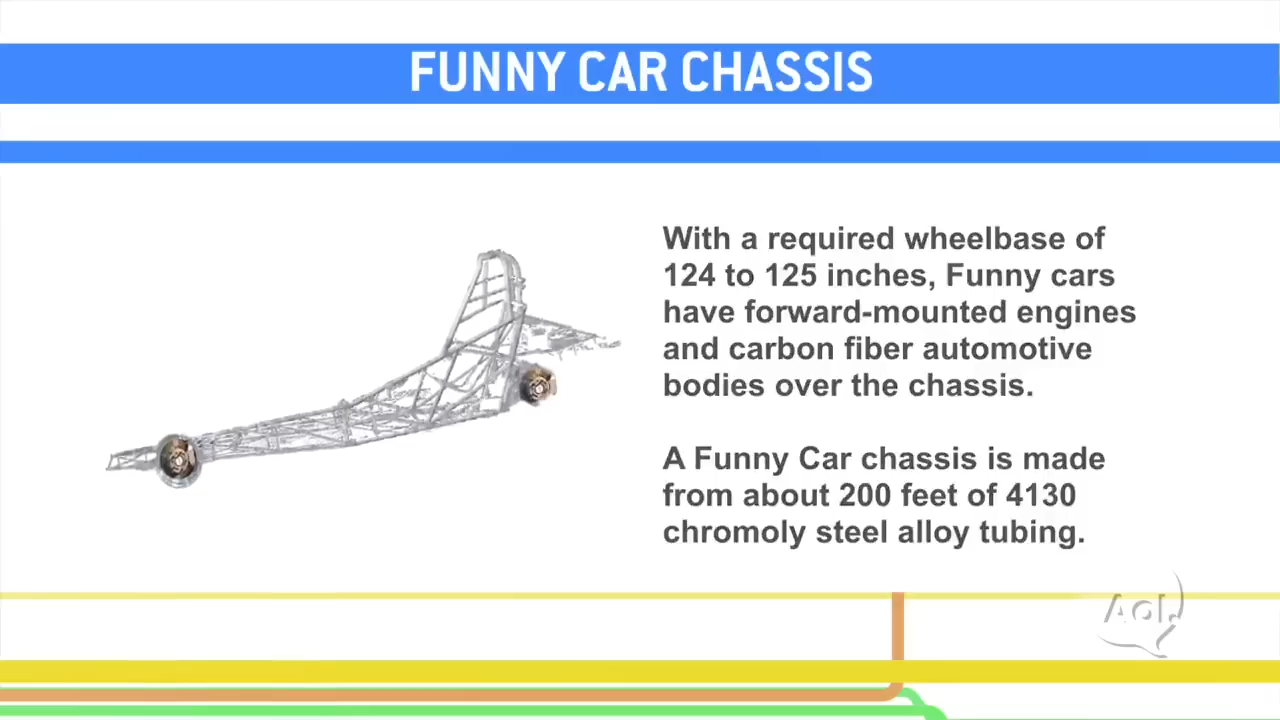 FUNNY CAR CHASSIS
With a required wheelbase of
124 to 125 inches, Funny cars
have forward-mounted engines
and carbon fiber automotive
bodies over the chassis.
A Funny Car chassis is made
from about 200 feet of 4130
chromoly steel alloy tubing.
Aol.